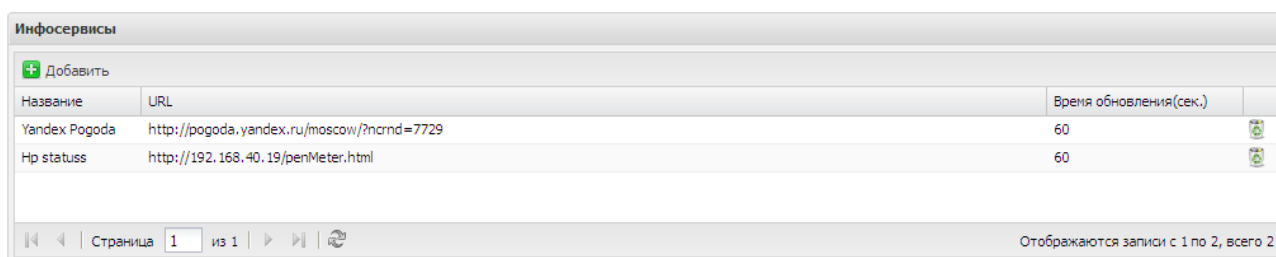 Инфосервисы
Добавить
Название URL Время обновления(сек.)
Yandex Pogoda http://pogoda.yandex.ru/moscow/?ncrnd=7729 60
Hp statuss http://192.168.40.19/penMeter.html 60
Страница 1 из 1 Отображаются записи с 1 по 2, всего 2